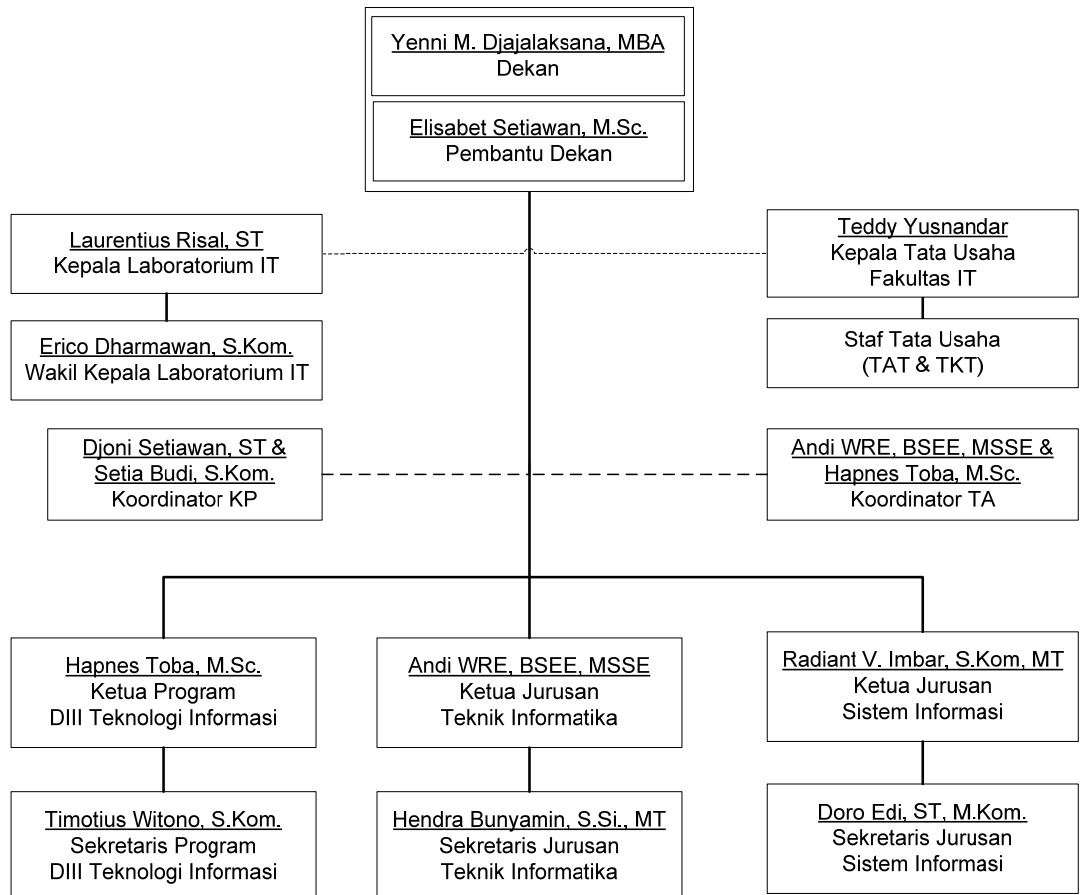 Yenni M. Djajalaksana, MBA
Dekan
Elisabet Setiawan, M.Sc.
Pembantu Dekan
Laurentius Risal, ST
Kepala Laboratorium IT
Teddy Yusnandar
Kepala Tata Usaha
Fakultas IT
Erico Dharmawan, S.Kom.
Wakil Kepala Laboratorium IT
Staf Tata Usaha
(TAT & TKT)
Djoni Setiawan, ST &
Setia Budi, S.Kom.
Koordinator KP
Andi WRE, BSEE, MSSE &
Hapnes Toba, M.Sc.
Koordinator TA
Hapnes Toba, M.Sc.
Ketua Program
DIII Teknologi Informasi
Andi WRE, BSEE, MSSE
Ketua Jurusan
Teknik Informatika
Radiant V. Imbar, S.Kom, MT
Ketua Jurusan
Sistem Informasi
Timotius Witono, S.Kom.
Sekretaris Program
DIII Teknologi Informasi
Hendra Bunyamin, S.Si., MT
Sekretaris Jurusan
Teknik Informatika
Doro Edi, ST, M.Kom.
Sekretaris Jurusan
Sistem Informasi